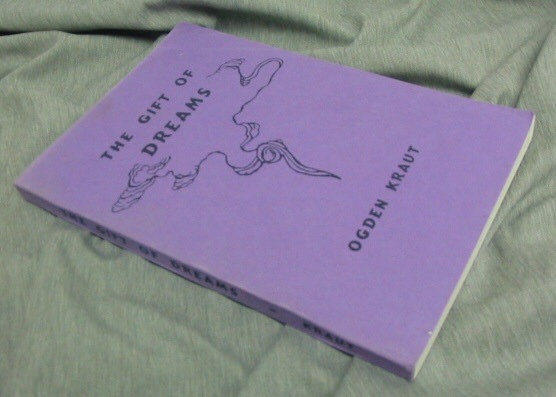 THE GIFT OF
DREAMS
OGDEN KRAUT
THE GIFT OF DREAMS - KRAUT